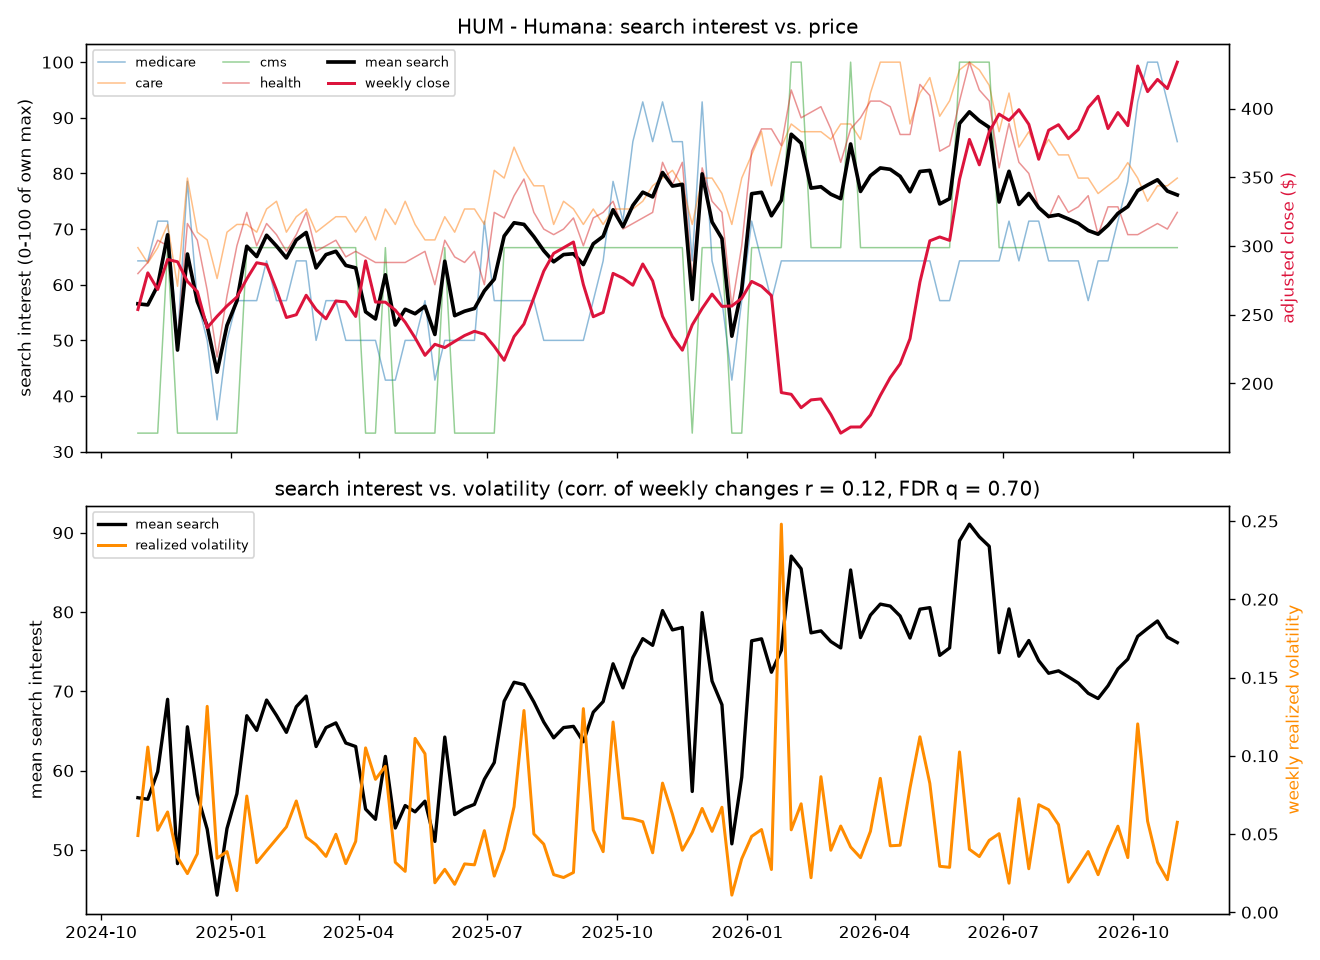 HUM - Humana: search interest vs. price
medicare
care
cms
health
mean search
weekly close
search interest (0-100 of own max)
100
90
80
70
60
50
40
30
adjusted close ($)
400
350
300
250
200
search interest vs. volatility (corr. of weekly changes r = 0.12, FDR q = 0.70)
mean search
realized volatility
mean search interest
90
80
70
60
50
weekly realized volatility
0.25
0.20
0.15
0.10
0.05
0.00
2024-10
2025-01
2025-04
2025-07
2025-10
2026-01
2026-04
2026-07
2026-10